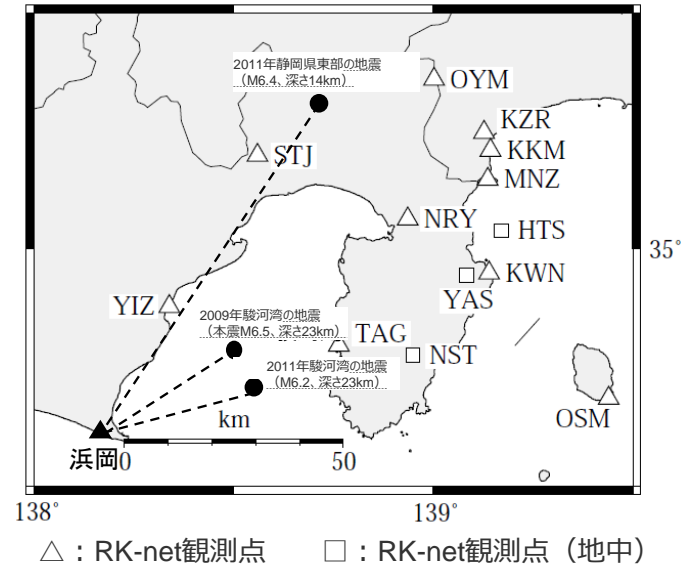 2011年静岡県東部の地震
（M6.4、深さ14km）
OYM
KZR
KKM
STJ
MNZ
NRY
HTS
35°
KWN
YAS
YIZ
2009年駿河湾の地震
（本震M6.5、深さ23km）
TAG
NST
2011年駿河湾の地震
（M6.2、深さ23km）
km
OSM
浜岡
0
50
138°
139°
△：RK-net観測点
□：RK-net観測点（地中）